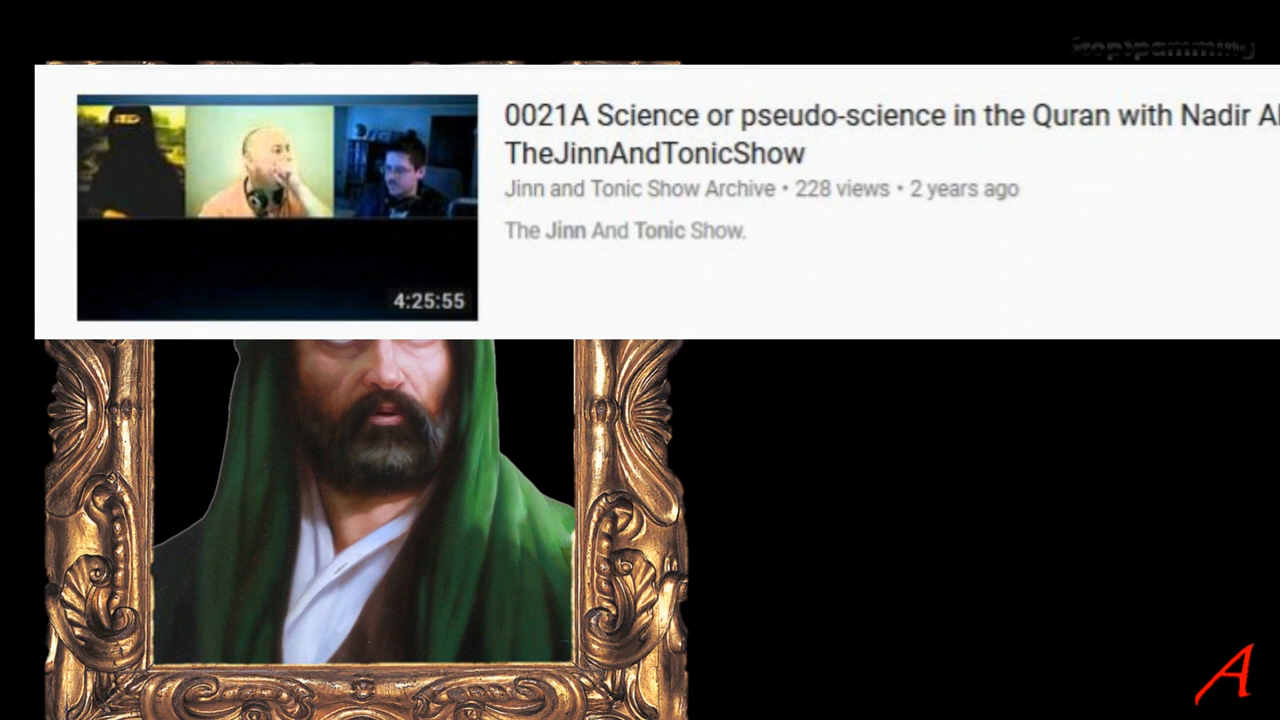 0021A Science or pseudo-science in the Quran with Nadir A
TheJinnAndTonicShow
Jinn and Tonic Show Archive • 228 views • 2 years ago
The Jinn And Tonic Show.
4:25:55
A